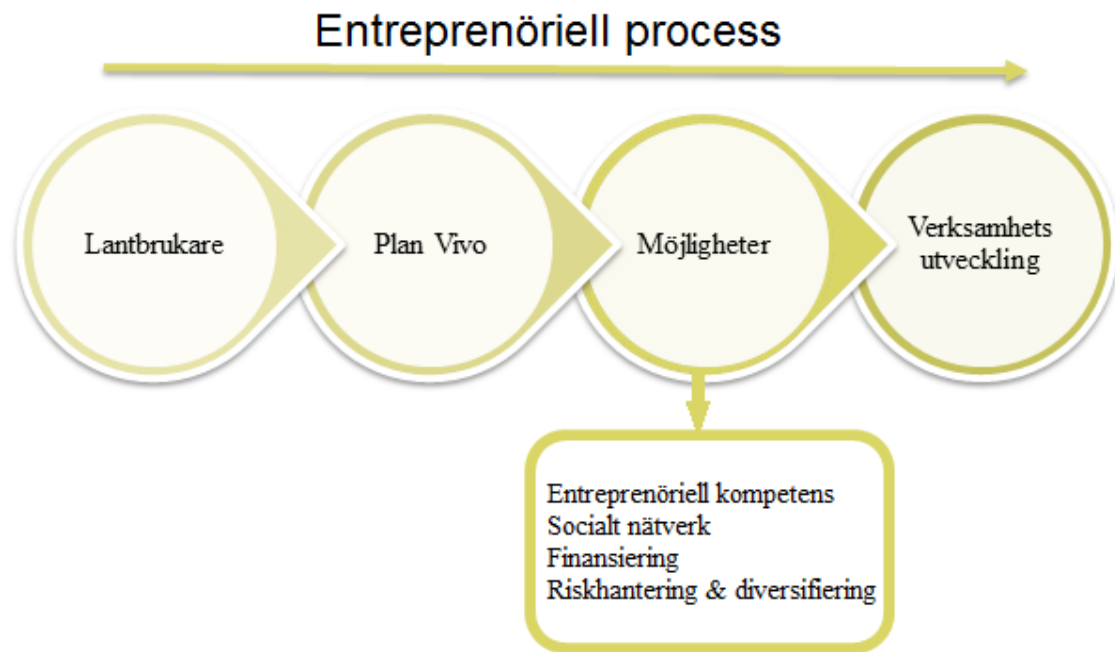 Entreprenöriell process
Lantbrukare
Plan Vivo
Möjligheter
Verksamhets
utveckling
Entreprenöriell kompetens
Socialt nätverk
Finansiering
Riskhantering & diversifiering